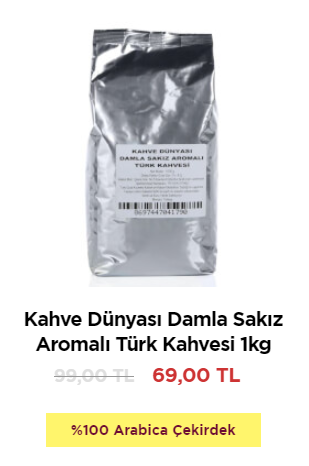 KAHVE DÜNYASI
DAMLA SAKIZ AROMALI
TÜRK KAHVESİ
8697447041790
Kahve Dünyası Damla Sakız
Aromalı Türk Kahvesi 1kg
99,00 TL 69,00 TL
%100 Arabica Çekirdek